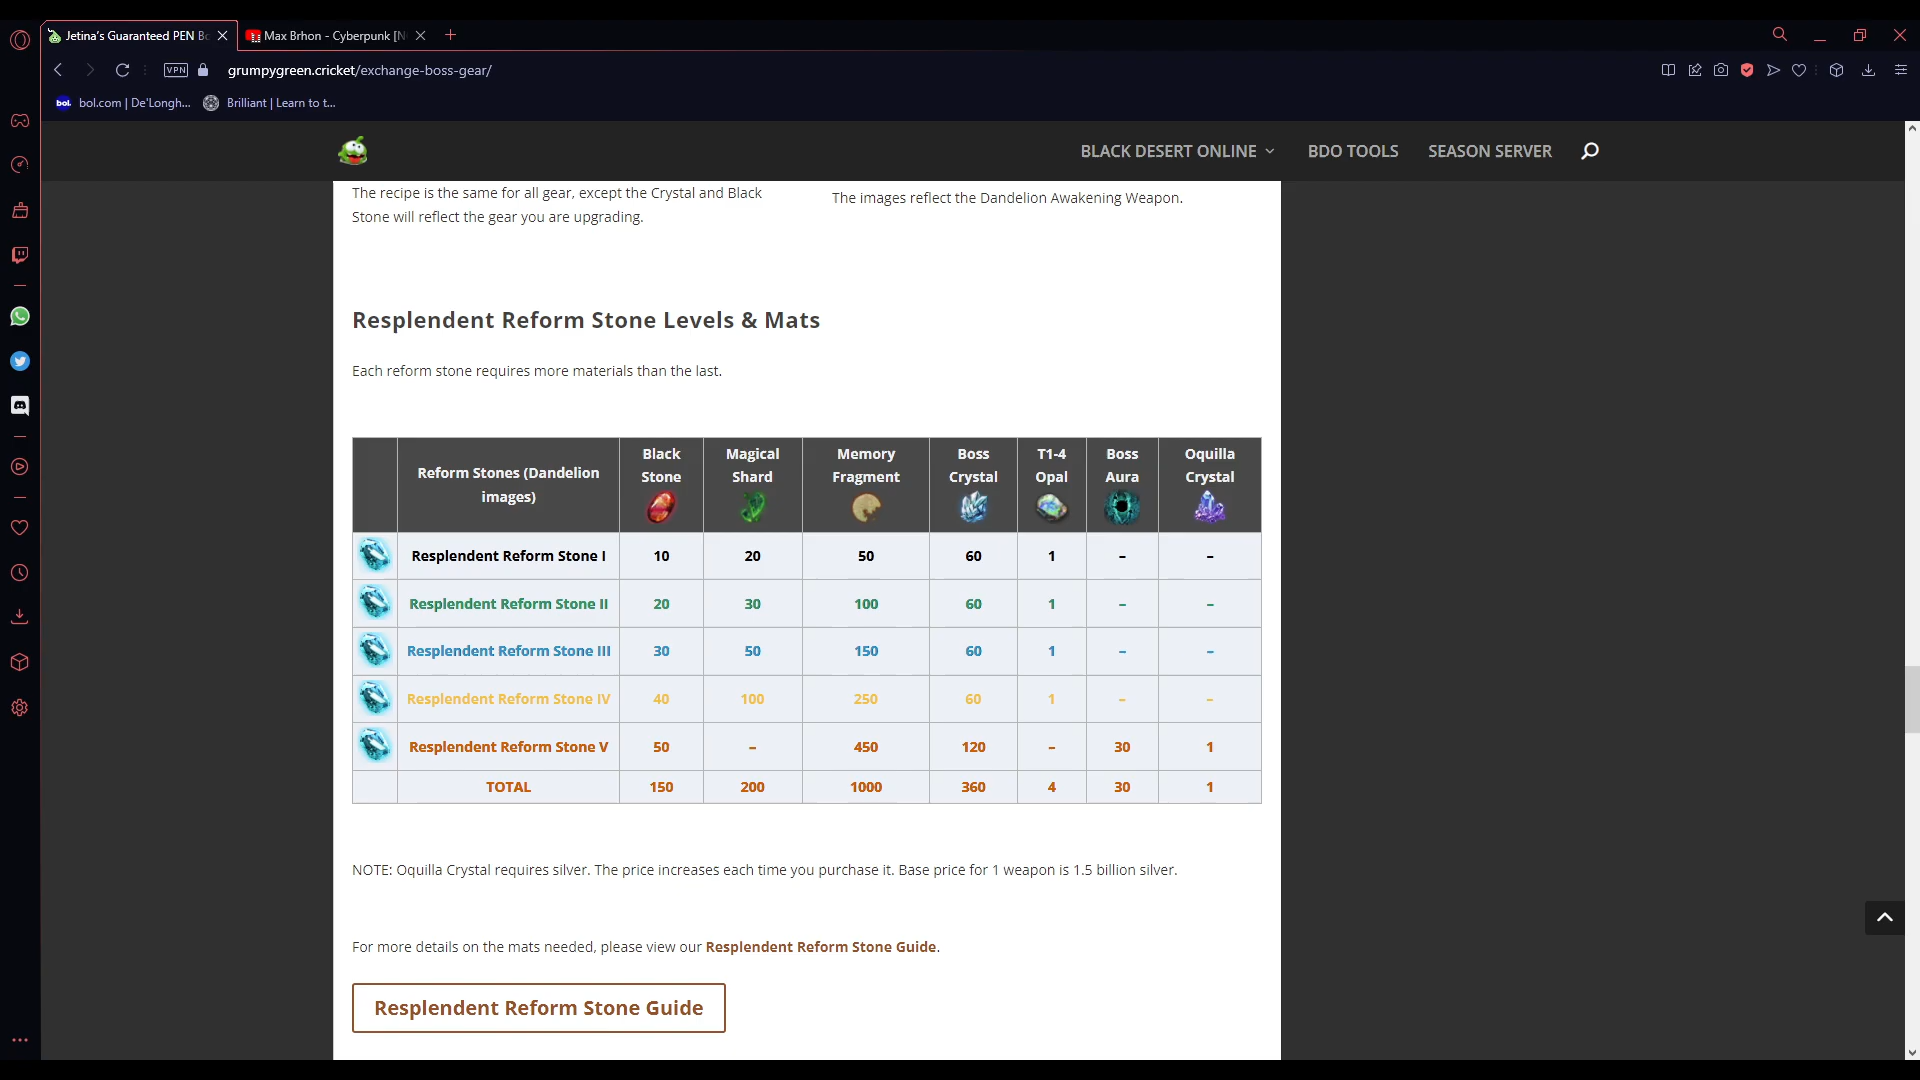 Jetina's Guaranteed PEN Bo
Max Brhon - Cyberpunk [N
VPN
grumpygreen.cricket/exchange-boss-gear/
bol. bol.com | De'Longh...
Brilliant | Learn to t...
BLACK DESERT ONLINE
BDO TOOLS
SEASON SERVER
The recipe is the same for all gear, except the Crystal and Black
Stone will reflect the gear you are upgrading.
The images reflect the Dandelion Awakening Weapon.
Resplendent Reform Stone Levels & Mats
Each reform stone requires more materials than the last.
Reform Stones (Dandelion images) Black Stone Magical Shard Memory Fragment Boss Crystal T1-4 Opal Boss Aura Oquilla Crystal
Resplendent Reform Stone I 10 20 50 60 1 – –
Resplendent Reform Stone II 20 30 100 60 1 – –
Resplendent Reform Stone III 30 50 150 60 1 – –
Resplendent Reform Stone IV 40 100 250 60 1 – –
Resplendent Reform Stone V 50 – 450 120 – 30 1
TOTAL 150 200 1000 360 4 30 1
NOTE: Oquilla Crystal requires silver. The price increases each time you purchase it. Base price for 1 weapon is 1.5 billion silver.
For more details on the mats needed, please view our Resplendent Reform Stone Guide.
Resplendent Reform Stone Guide